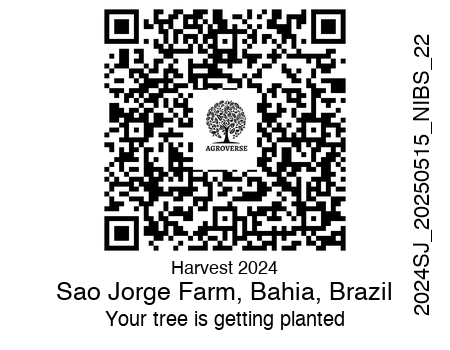 AGROVERSE
Harvest 2024
Sao Jorge Farm, Bahia, Brazil
Your tree is getting planted
2024SJ_20250515_NIBS_22